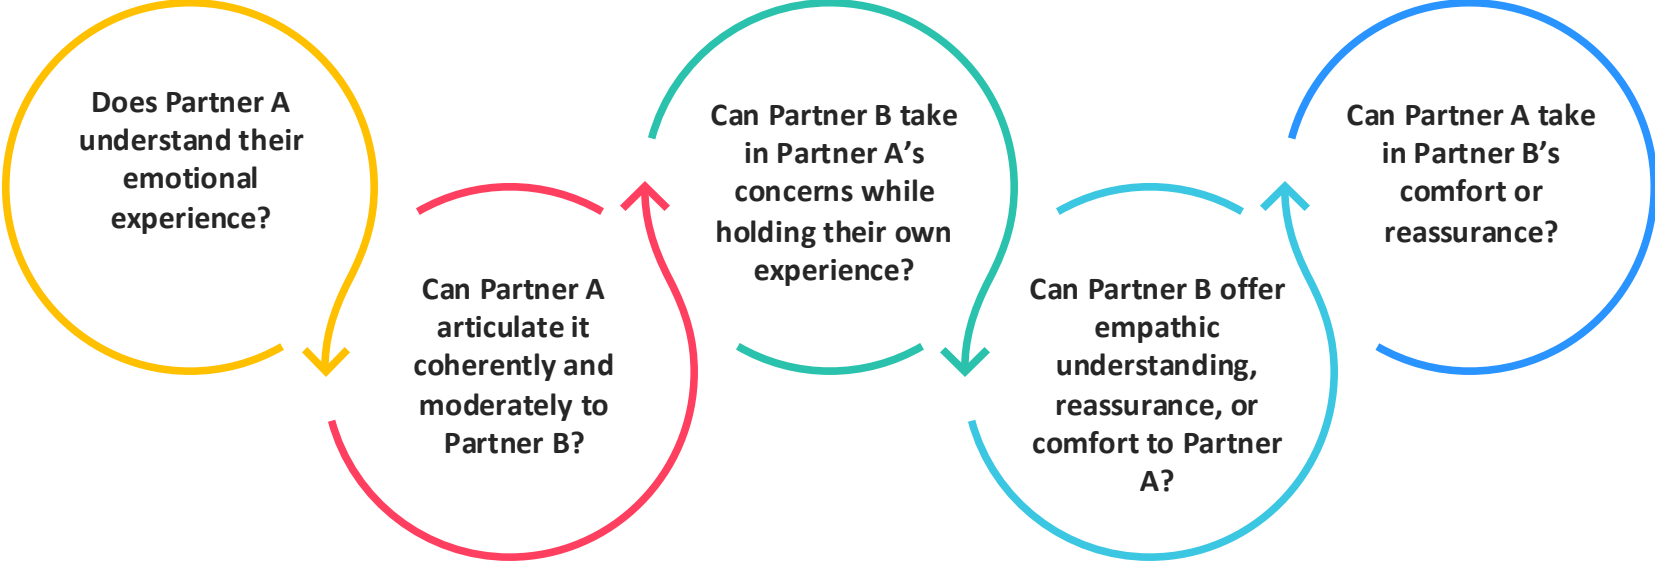 Does Partner A
understand their
emotional
experience?
Can Partner A
articulate it
coherently and
moderately to
Partner B?
Can Partner B take
in Partner A’s
concerns while
holding their own
experience?
Can Partner B offer
empathic
understanding,
reassurance, or
comfort to Partner
A?
Can Partner A take
in Partner B’s
comfort or
reassurance?